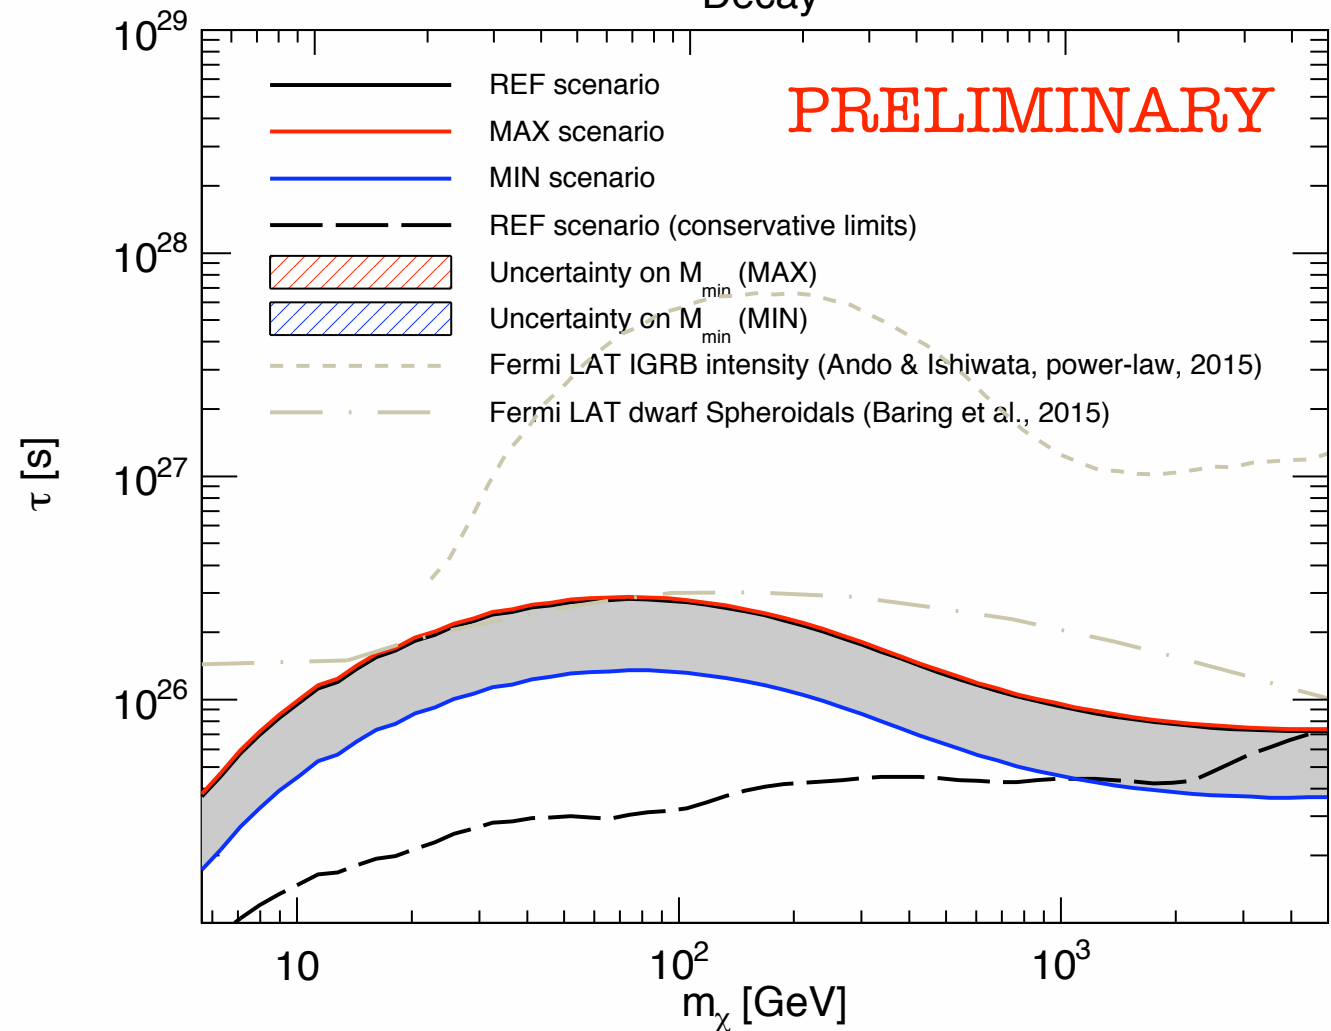 Decay
10^29
REF scenario
PRELIMINARY
MAX scenario
MIN scenario
REF scenario (conservative limits)
10^28
Uncertainty on M_min (MAX)
Uncertainty on M_min (MIN)
Fermi LAT IGRB intensity (Ando & Ishiwata, power-law, 2015)
Fermi LAT dwarf Spheroidals (Baring et al., 2015)
10^27
τ [s]
10^26
10 10^2 10^3
m_χ [GeV]